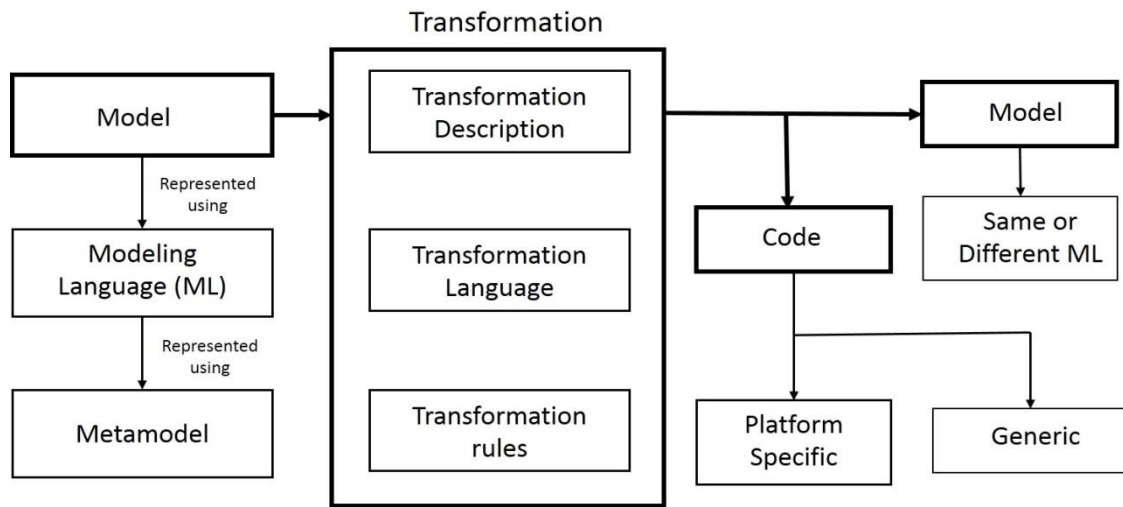 Transformation
Model
Represented
using
Modeling
Language (ML)
Represented
using
Metamodel
Transformation
Description
Transformation
Language
Transformation
rules
Model
Same or
Different ML
Code
Platform
Specific
Generic